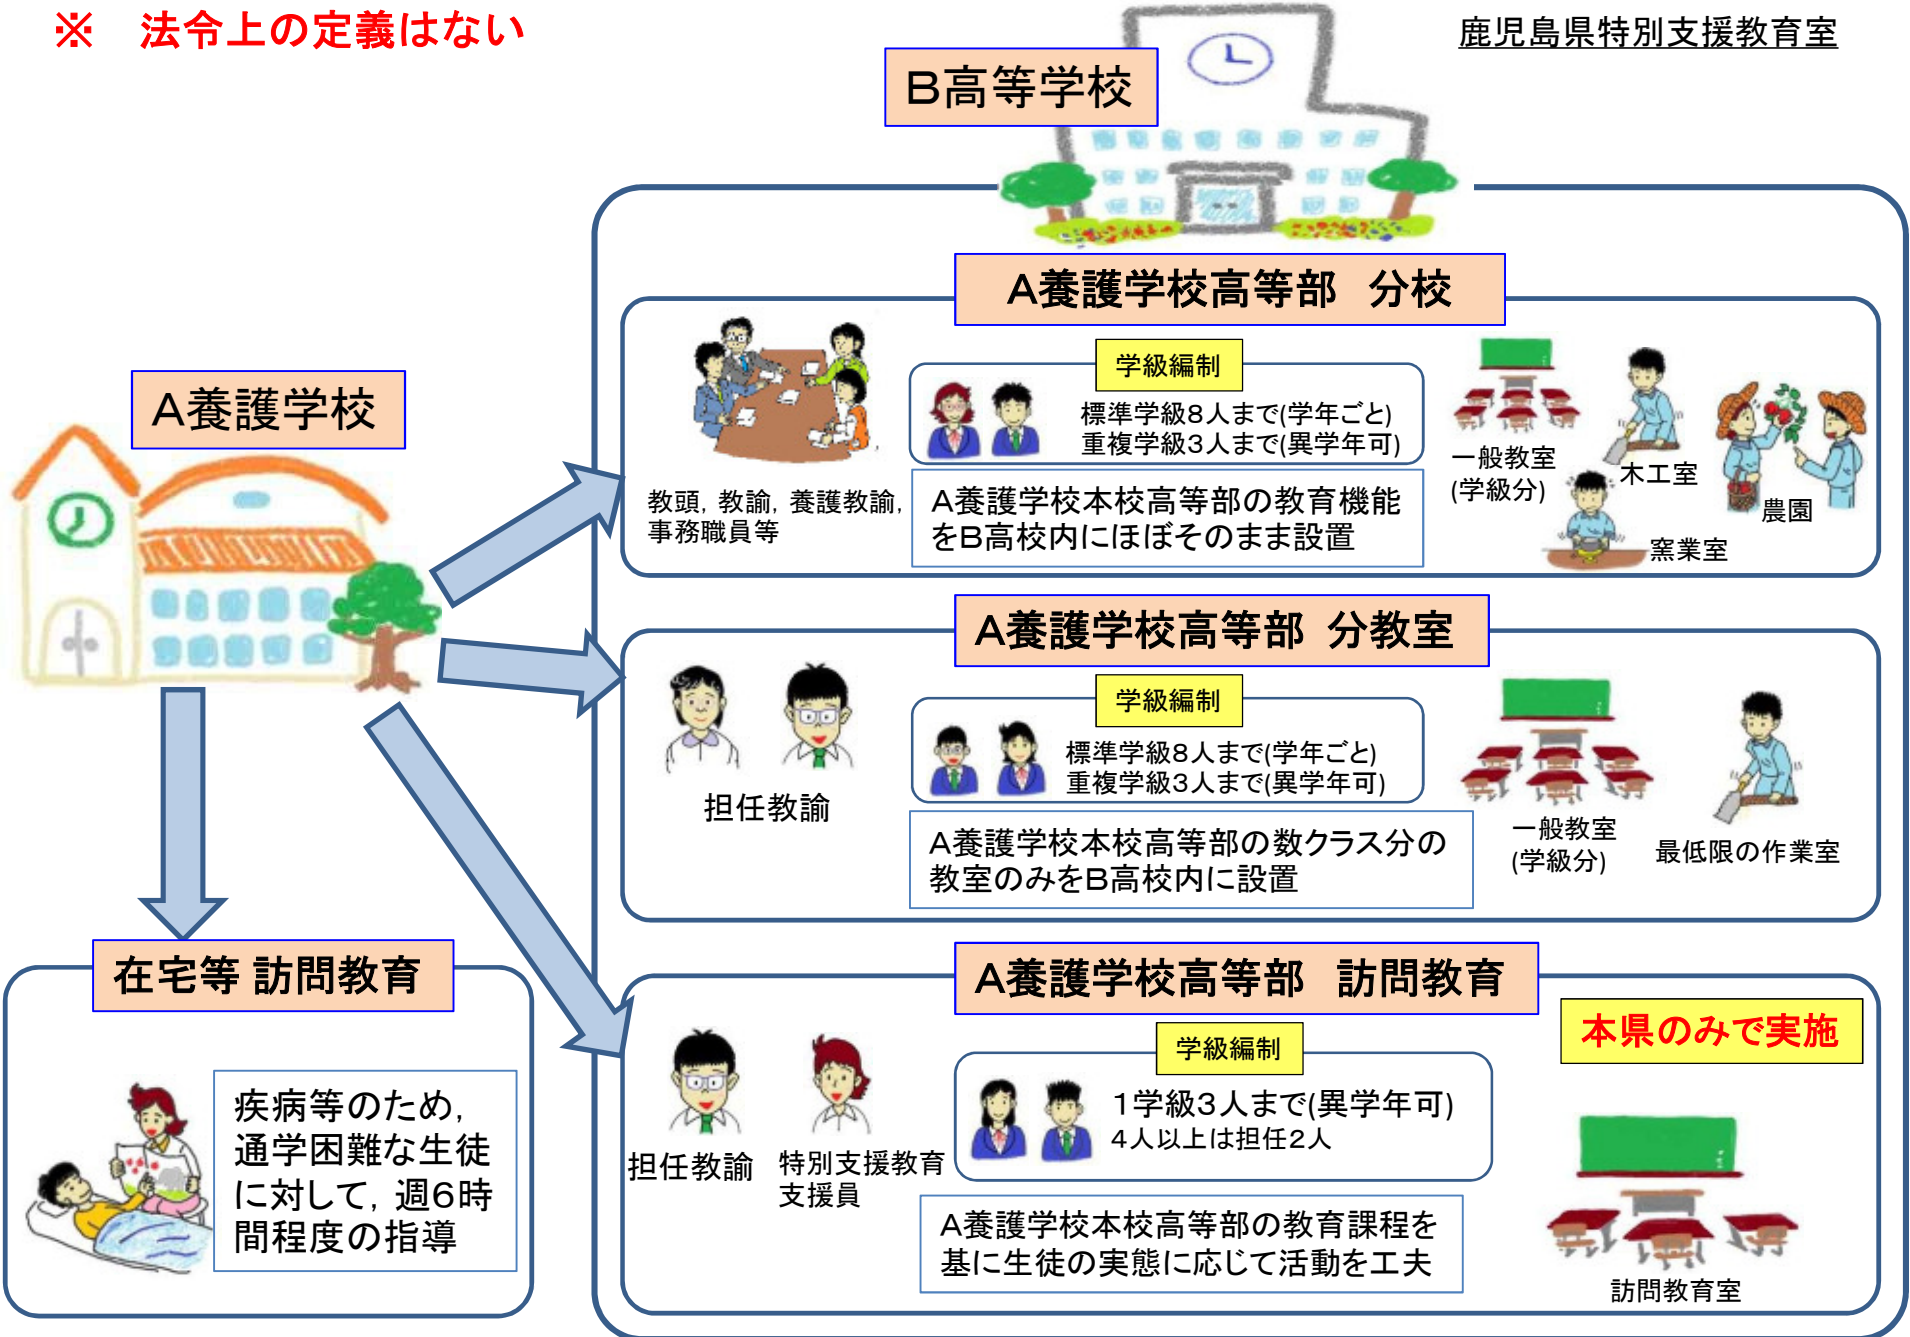 ※ 法令上の定義はない
鹿児島県特別支援教育室
B高等学校
A養護学校
A養護学校高等部 分校
教頭，教諭，養護教諭，
事務職員等
学級編制
標準学級8人まで(学年ごと)
重複学級3人まで(異学年可)
A養護学校本校高等部の教育機能
をB高校内にほぼそのまま設置
一般教室
(学級分)
木工室
窯業室
農園
A養護学校高等部 分教室
担任教諭
学級編制
標準学級8人まで(学年ごと)
重複学級3人まで(異学年可)
A養護学校本校高等部の数クラス分の
教室のみをB高校内に設置
一般教室
(学級分)
最低限の作業室
在宅等 訪問教育
疾病等のため，
通学困難な生徒
に対して，週6時
間程度の指導
A養護学校高等部 訪問教育
本県のみで実施
担任教諭
特別支援教育
支援員
学級編制
1学級3人まで(異学年可)
4人以上は担任2人
A養護学校本校高等部の教育課程を
基に生徒の実態に応じて活動を工夫
訪問教育室